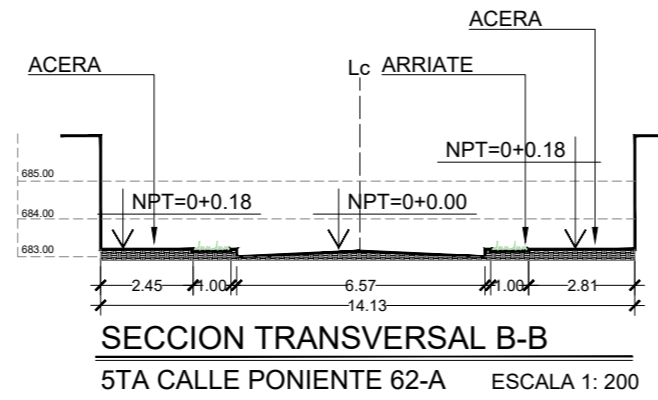 ACERA
ACERA
Lc ARRIATE
NPT=0+0.18
685.00
NPT=0+0.18
NPT=0+0.00
684.00
683.00
2.45 1.00 6.57 1.00 2.81
14.13
SECCION TRANSVERSAL B-B
5TA CALLE PONIENTE 62-A ESCALA 1: 200